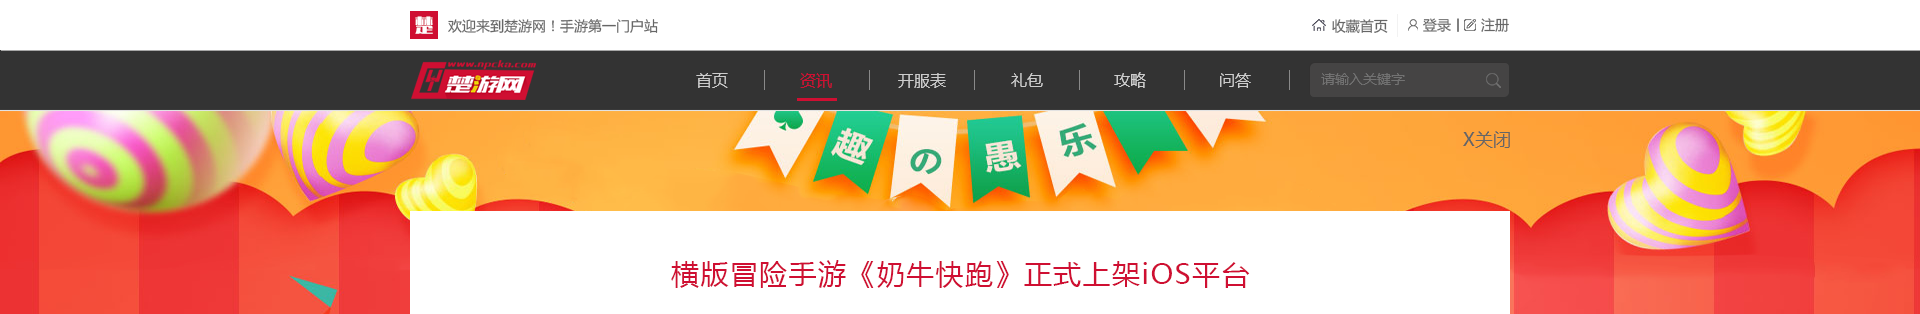 楚 欢迎来到楚游网！手游第一门户站 收藏首页 登录 | 注册
www.npckw.com
楚游网 首页 资讯 开服表 礼包 攻略 问答 请输入关键字
趣の愚乐
X关闭
横版冒险手游《奶牛快跑》正式上架iOS平台